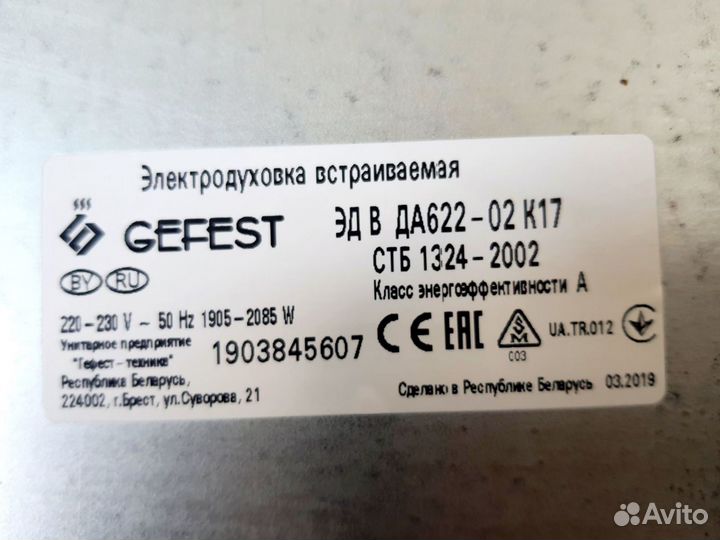 Электродуховка встраиваемая
GEFEST
ЭД В ДА622-02 К17
СТБ 1324-2002
Класс энергоэффективности А
BY RU
220-230 V ~ 50 Hz 1905-2085 W
Унитарное предприятие
"Гефест-техника"
Республика Беларусь,
224002, г.Брест, ул.Суворова, 21
1903845607
CE EAC
SM
C03
UA.TR.012
Сделано в Республике Беларусь 03.2019
Avito